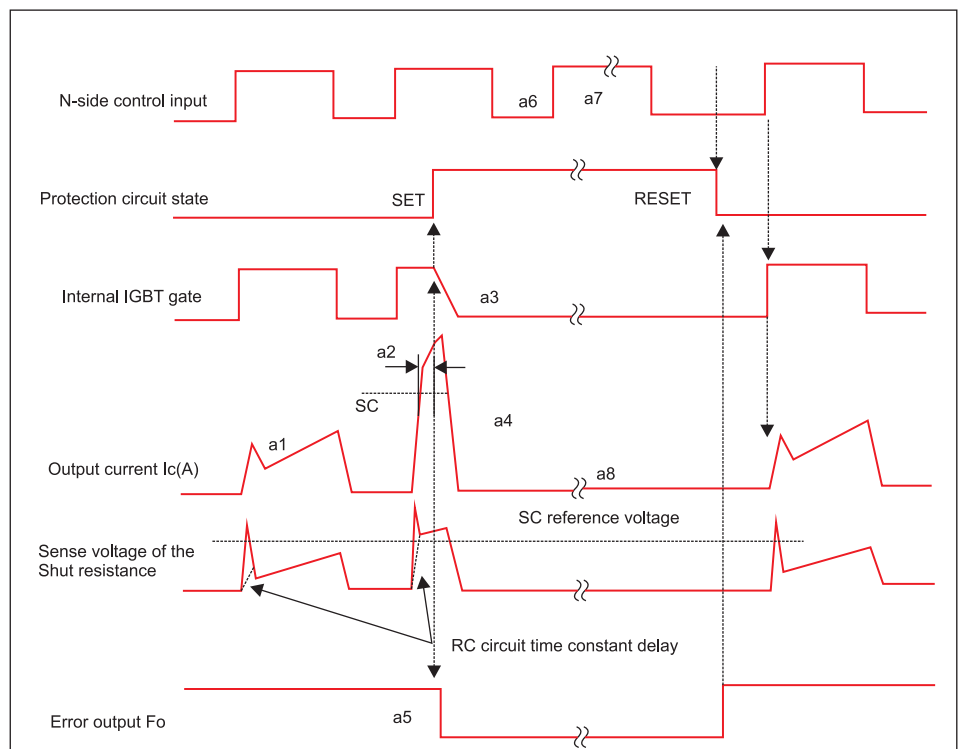 N-side control input
a6
a7
Protection circuit state
SET
RESET
Internal IGBT gate
a3
a2
SC
a4
a1
Output current Ic(A)
a8
SC reference voltage
Sense voltage of the
Shut resistance
RC circuit time constant delay
a5
Error output Fo